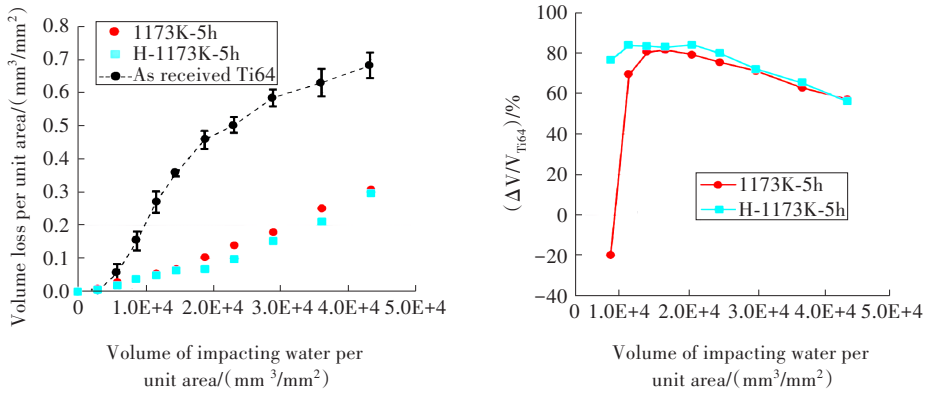 Volume loss per unit area/(mm³/mm²)
0.8
0.7
0.6
0.5
0.4
0.3
0.2
0.1
0.0
1173K-5h
H-1173K-5h
As received Ti64
0 1.0E+4 2.0E+4 3.0E+4 4.0E+4 5.0E+4
Volume of impacting water per
unit area/(mm ³/mm²)
(ΔV/V_Ti64)/%
100
80
60
40
20
0
−20
−40
1173K-5h
H-1173K-5h
0 1.0E+4 2.0E+4 3.0E+4 4.0E+4 5.0E+4
Volume of impacting water per
unit area/(mm³/mm²)